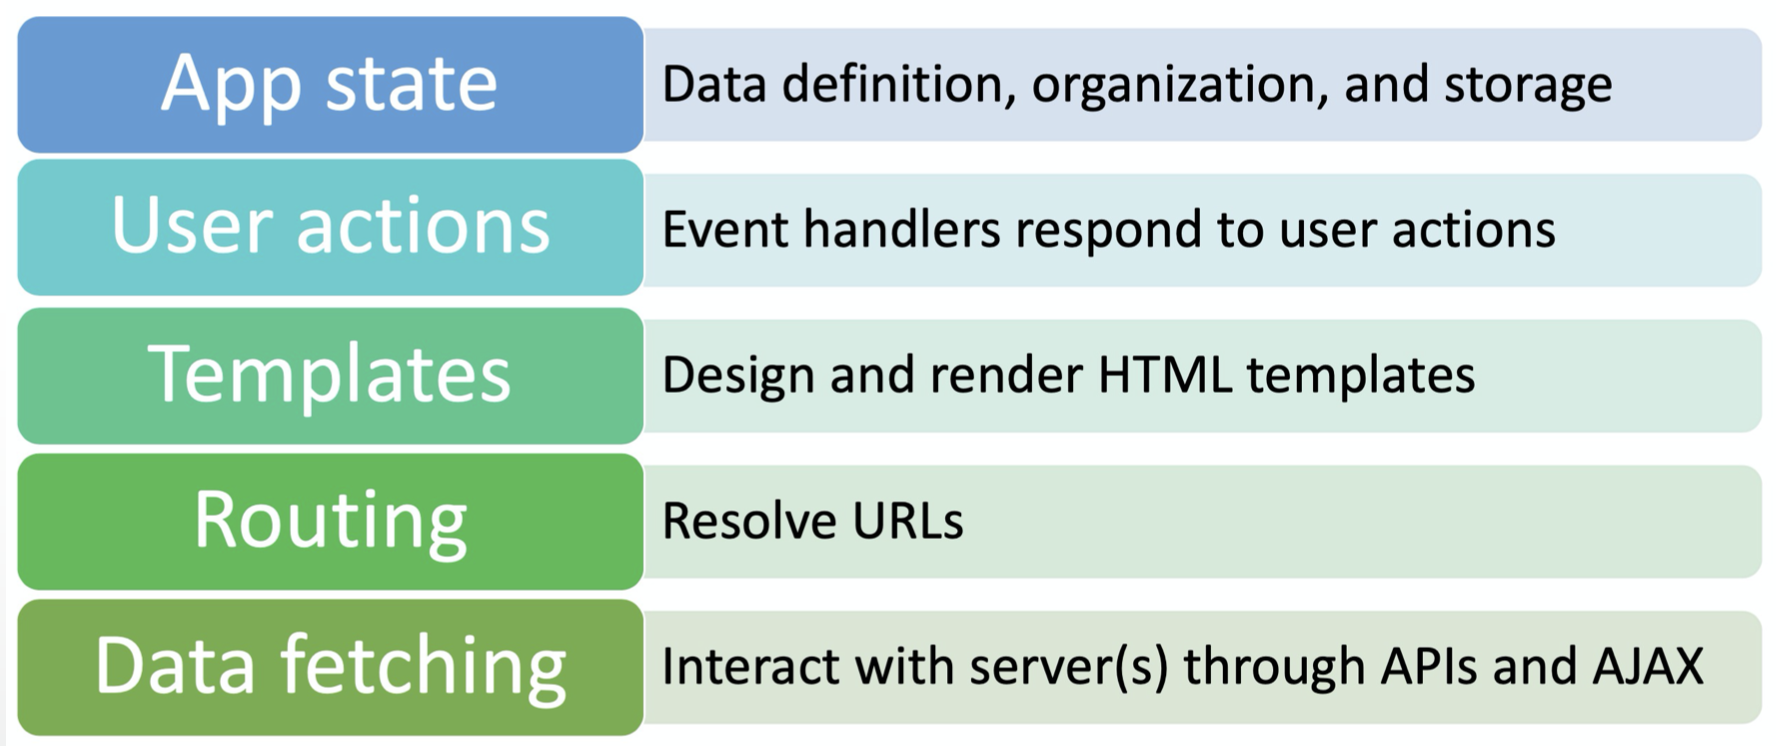 App state
Data definition, organization, and storage
User actions
Event handlers respond to user actions
Templates
Design and render HTML templates
Routing
Resolve URLs
Data fetching
Interact with server(s) through APIs and AJAX